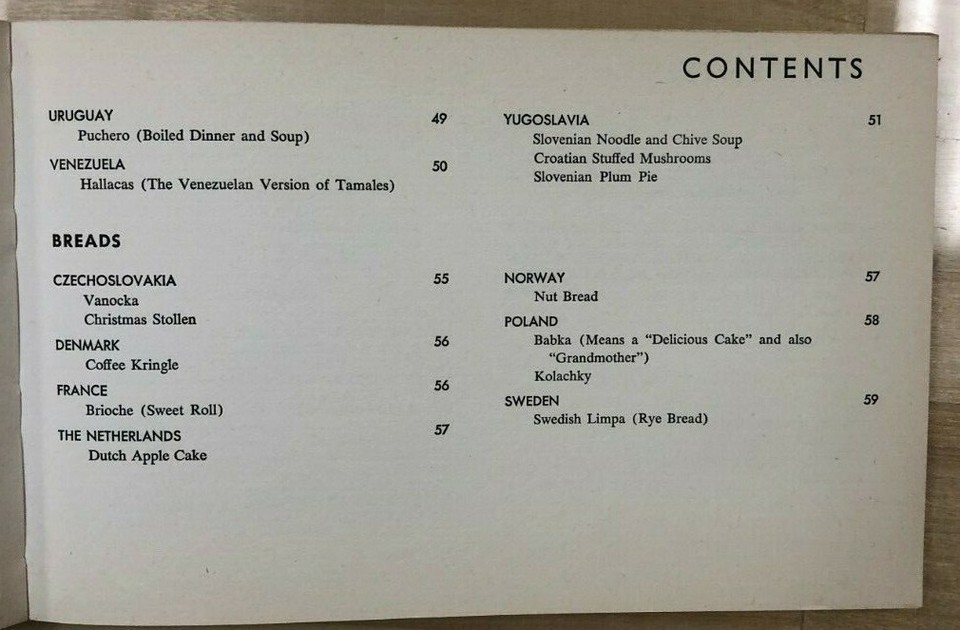 CONTENTS
URUGUAY 49
Puchero (Boiled Dinner and Soup)
VENEZUELA 50
Hallacas (The Venezuelan Version of Tamales)
YUGOSLAVIA 51
Slovenian Noodle and Chive Soup
Croatian Stuffed Mushrooms
Slovenian Plum Pie
BREADS
CZECHOSLOVAKIA 55
Vanocka
Christmas Stollen
DENMARK 56
Coffee Kringle
FRANCE 56
Brioche (Sweet Roll)
THE NETHERLANDS 57
Dutch Apple Cake
NORWAY 57
Nut Bread
POLAND 58
Babka (Means a “Delicious Cake” and also
“Grandmother”)
Kolachky
SWEDEN 59
Swedish Limpa (Rye Bread)